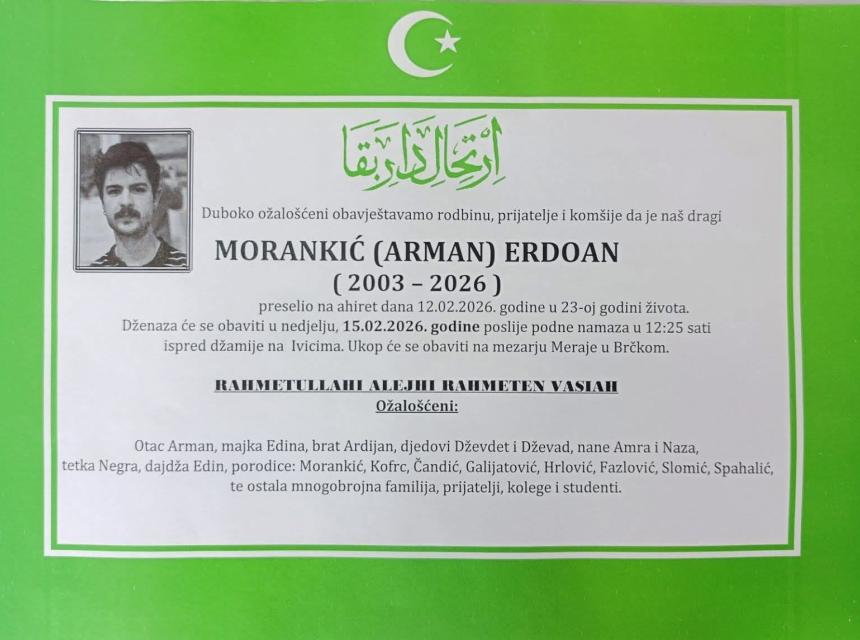 اِرْتِحَالِ دَارِ بَقَا
Duboko ožalošćeni obavještavamo rodbinu, prijatelje i komšije da je naš dragi
MORANKIĆ (ARMAN) ERDOAN
( 2003 – 2026 )
preselio na ahiret dana 12.02.2026. godine u 23-oj godini života.
Dženaza će se obaviti u nedjelju, 15.02.2026. godine poslije podne namaza u 12:25 sati
ispred džamije na Ivicima. Ukop će se obaviti na mezarju Meraje u Brčkom.
RAHMETULLAHI ALEJHI RAHMETEN VASIAH
Ožalošćeni:
Otac Arman, majka Edina, brat Ardijan, djedovi Dževdet i Dževad, nane Amra i Naza,
tetka Negra, dajdža Edin, porodice: Morankić, Kofrc, Čandić, Galijatović, Hrlović, Fazlović, Slomić, Spahalić,
te ostala mnogobrojna familija, prijatelji, kolege i studenti.